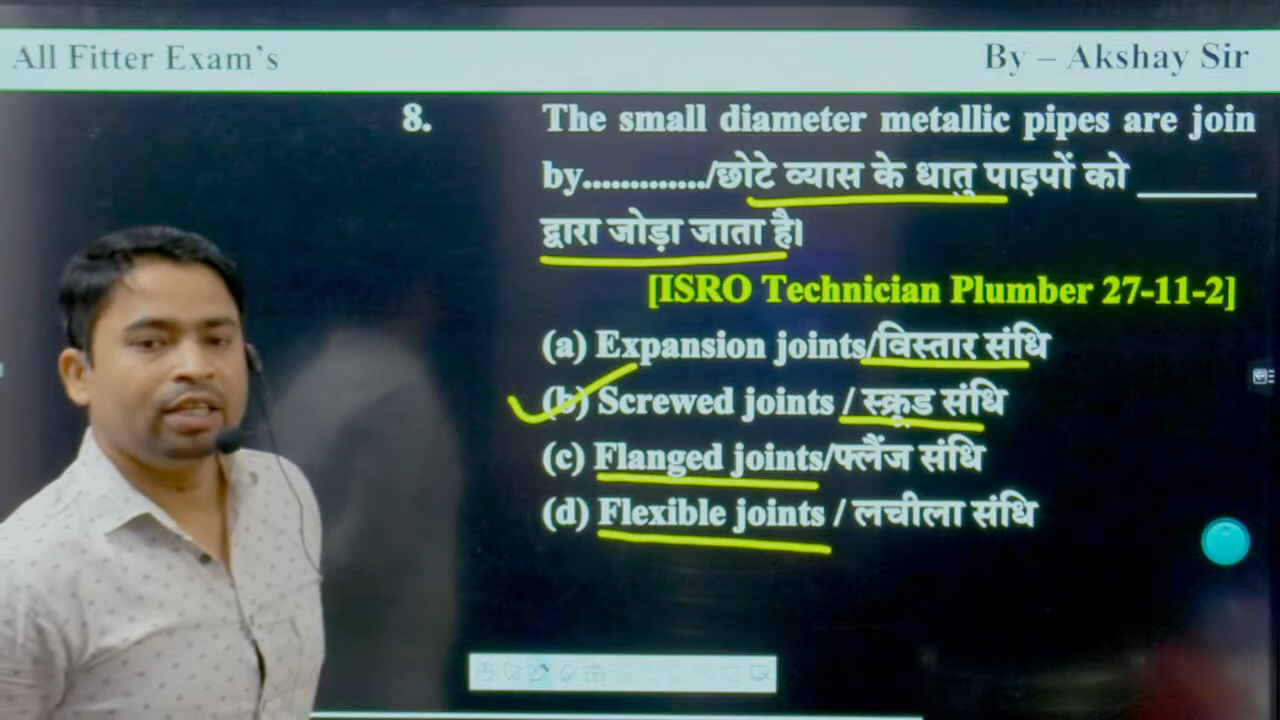 All Fitter Exam's
By – Akshay Sir
8. The small diameter metallic pipes are join
by............./छोटे व्यास के धातु पाइपों को ________
द्वारा जोड़ा जाता है।
[ISRO Technician Plumber 27-11-2]
(a) Expansion joints/विस्तार संधि
(b) Screwed joints / स्क्रूड संधि
(c) Flanged joints/फ्लैंज संधि
(d) Flexible joints / लचीला संधि